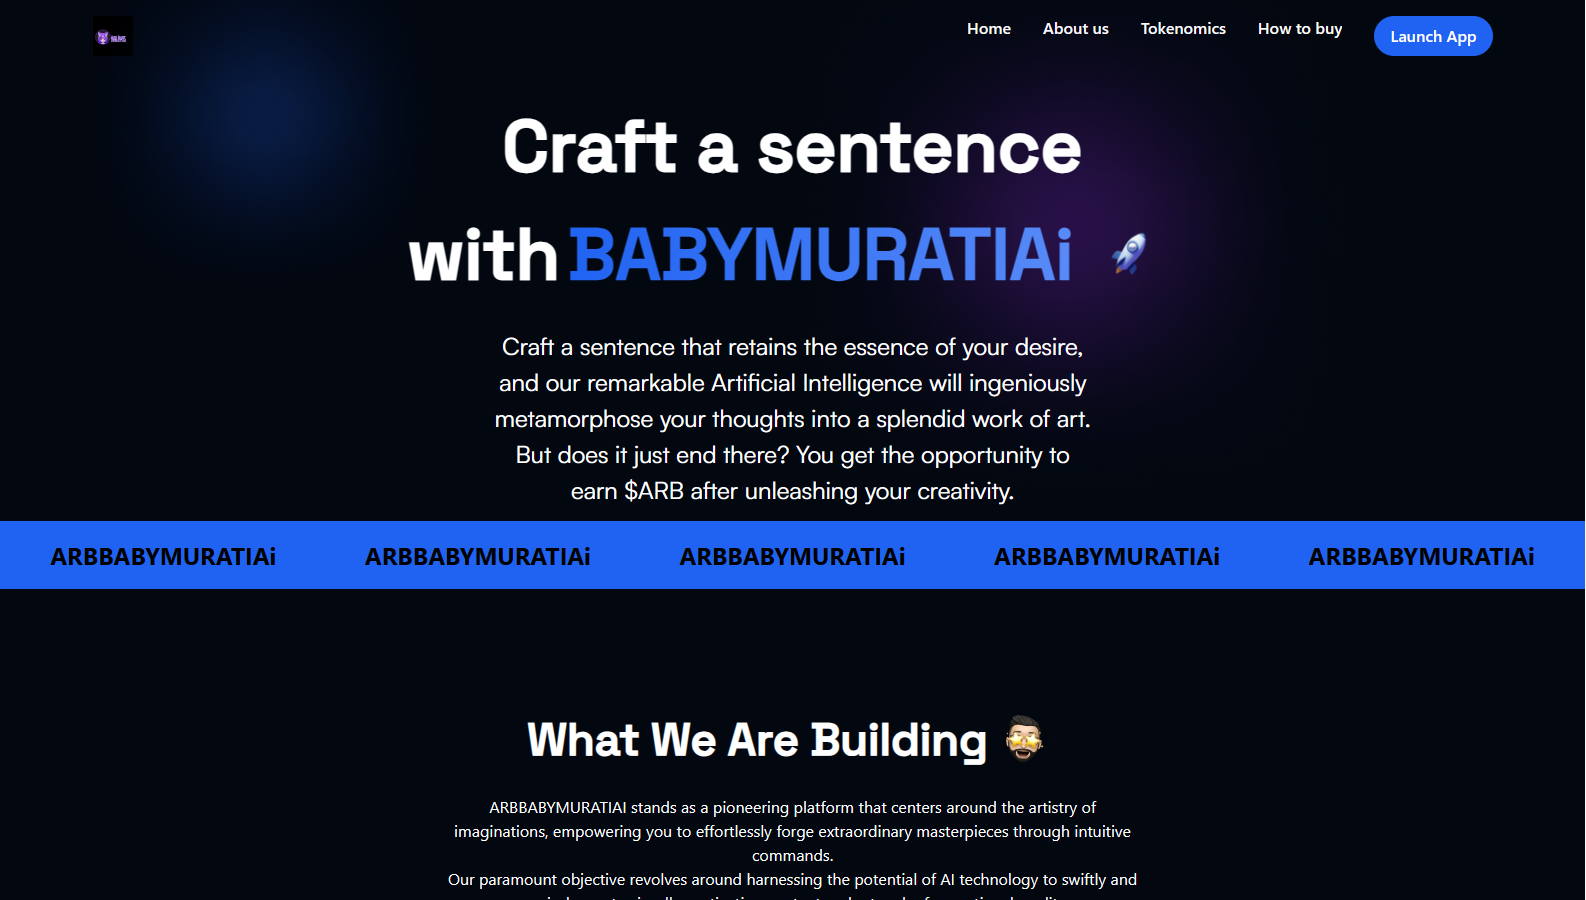 Home About us Tokenomics How to buy Launch App
Craft a sentence
with BABYMURATIAi
Craft a sentence that retains the essence of your desire,
and our remarkable Artificial Intelligence will ingeniously
metamorphose your thoughts into a splendid work of art.
But does it just end there? You get the opportunity to
earn $ARB after unleashing your creativity.
ARBBABYMURATIAi ARBBABYMURATIAi ARBBABYMURATIAi ARBBABYMURATIAi ARBBABYMURATIAi
What We Are Building
ARBBABYMURATIAI stands as a pioneering platform that centers around the artistry of
imaginations, empowering you to effortlessly forge extraordinary masterpieces through intuitive
commands.
Our paramount objective revolves around harnessing the potential of AI technology to swiftly and